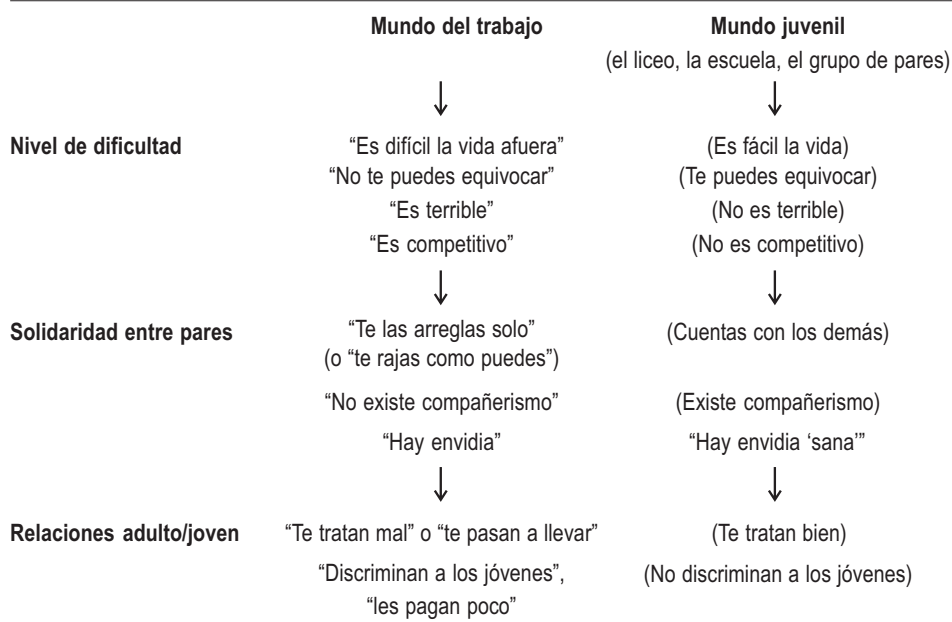 Mundo del trabajo Mundo juvenil
(el liceo, la escuela, el grupo de pares)
Nivel de dificultad “Es difícil la vida afuera” (Es fácil la vida)
“No te puedes equivocar” (Te puedes equivocar)
“Es terrible” (No es terrible)
“Es competitivo” (No es competitivo)
Solidaridad entre pares “Te las arreglas solo” (Cuentas con los demás)
(o “te rajas como puedes”)
“No existe compañerismo” (Existe compañerismo)
“Hay envidia” “Hay envidia ‘sana’”
Relaciones adulto/joven “Te tratan mal” o “te pasan a llevar” (Te tratan bien)
“Discriminan a los jóvenes”, (No discriminan a los jóvenes)
“les pagan poco”